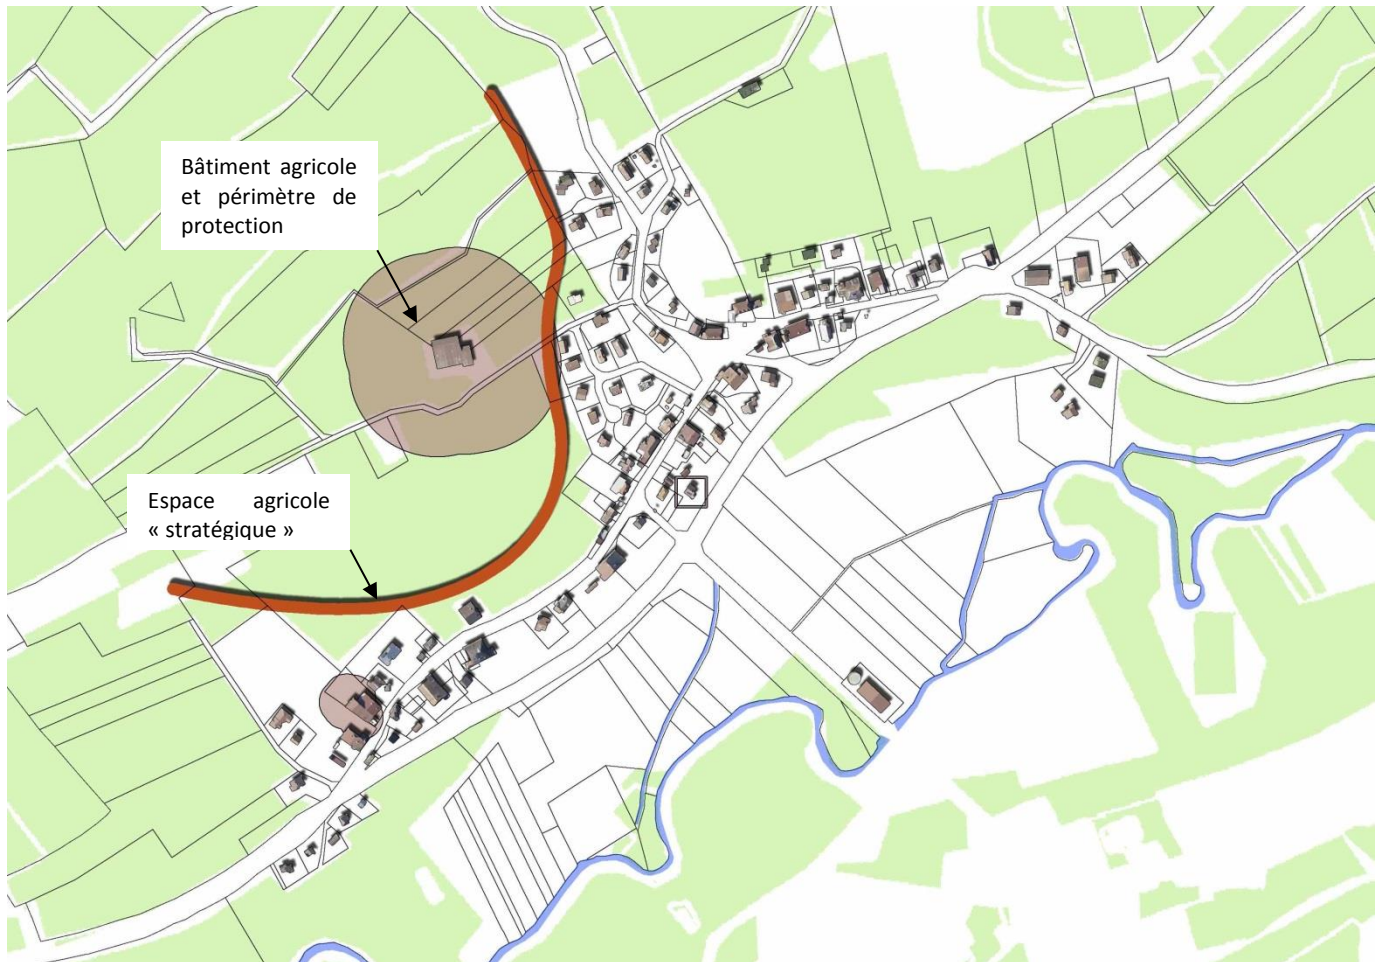 Bâtiment agricole
et périmètre de
protection
Espace agricole
« stratégique »